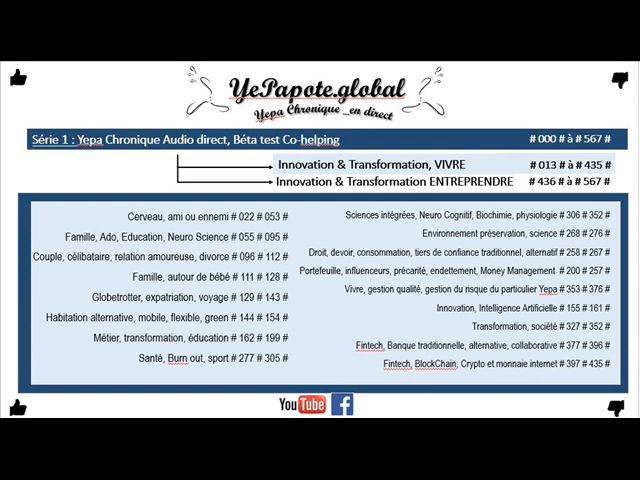 YePapote.global
Yepa Chronique _en direct
Série 1 : Yepa Chronique Audio direct, Béta test Co-helping # 000 # à # 567 #
Innovation & Transformation, VIVRE # 013 # à # 435 #
Innovation & Transformation ENTREPRENDRE # 436 # à # 567 #
Cerveau, ami ou ennemi # 022 # 053 #
Famille, Ado, Education, Neuro Science # 055 # 095 #
Couple, célibataire, relation amoureuse, divorce # 096 # 112 #
Famille, autour de bébé # 111 # 128 #
Globetrotter, expatriation, voyage # 129 # 143 #
Habitation alternative, mobile, flexible, green # 144 # 154 #
Métier, transformation, éducation # 162 # 199 #
Santé, Burn out, sport # 277 # 305 #
Sciences intégrées, Neuro Cognitif, Biochimie, physiologie # 306 # 352 #
Environnement préservation, science # 268 # 276 #
Droit, devoir, consommation, tiers de confiance traditionnel, alternatif # 258 # 267 #
Portefeuille, influenceurs, précarité, endettement, Money Management # 200 # 257 #
Vivre, gestion qualité, gestion du risque du particulier Yepa # 353 # 376 #
Innovation, Intelligence Artificielle # 155 # 161 #
Transformation, société # 327 # 352 #
Fintech, Banque traditionnelle, alternative, collaborative # 377 # 396 #
Fintech, BlockChain, Crypto et monnaie internet # 397 # 435 #
YouTube f